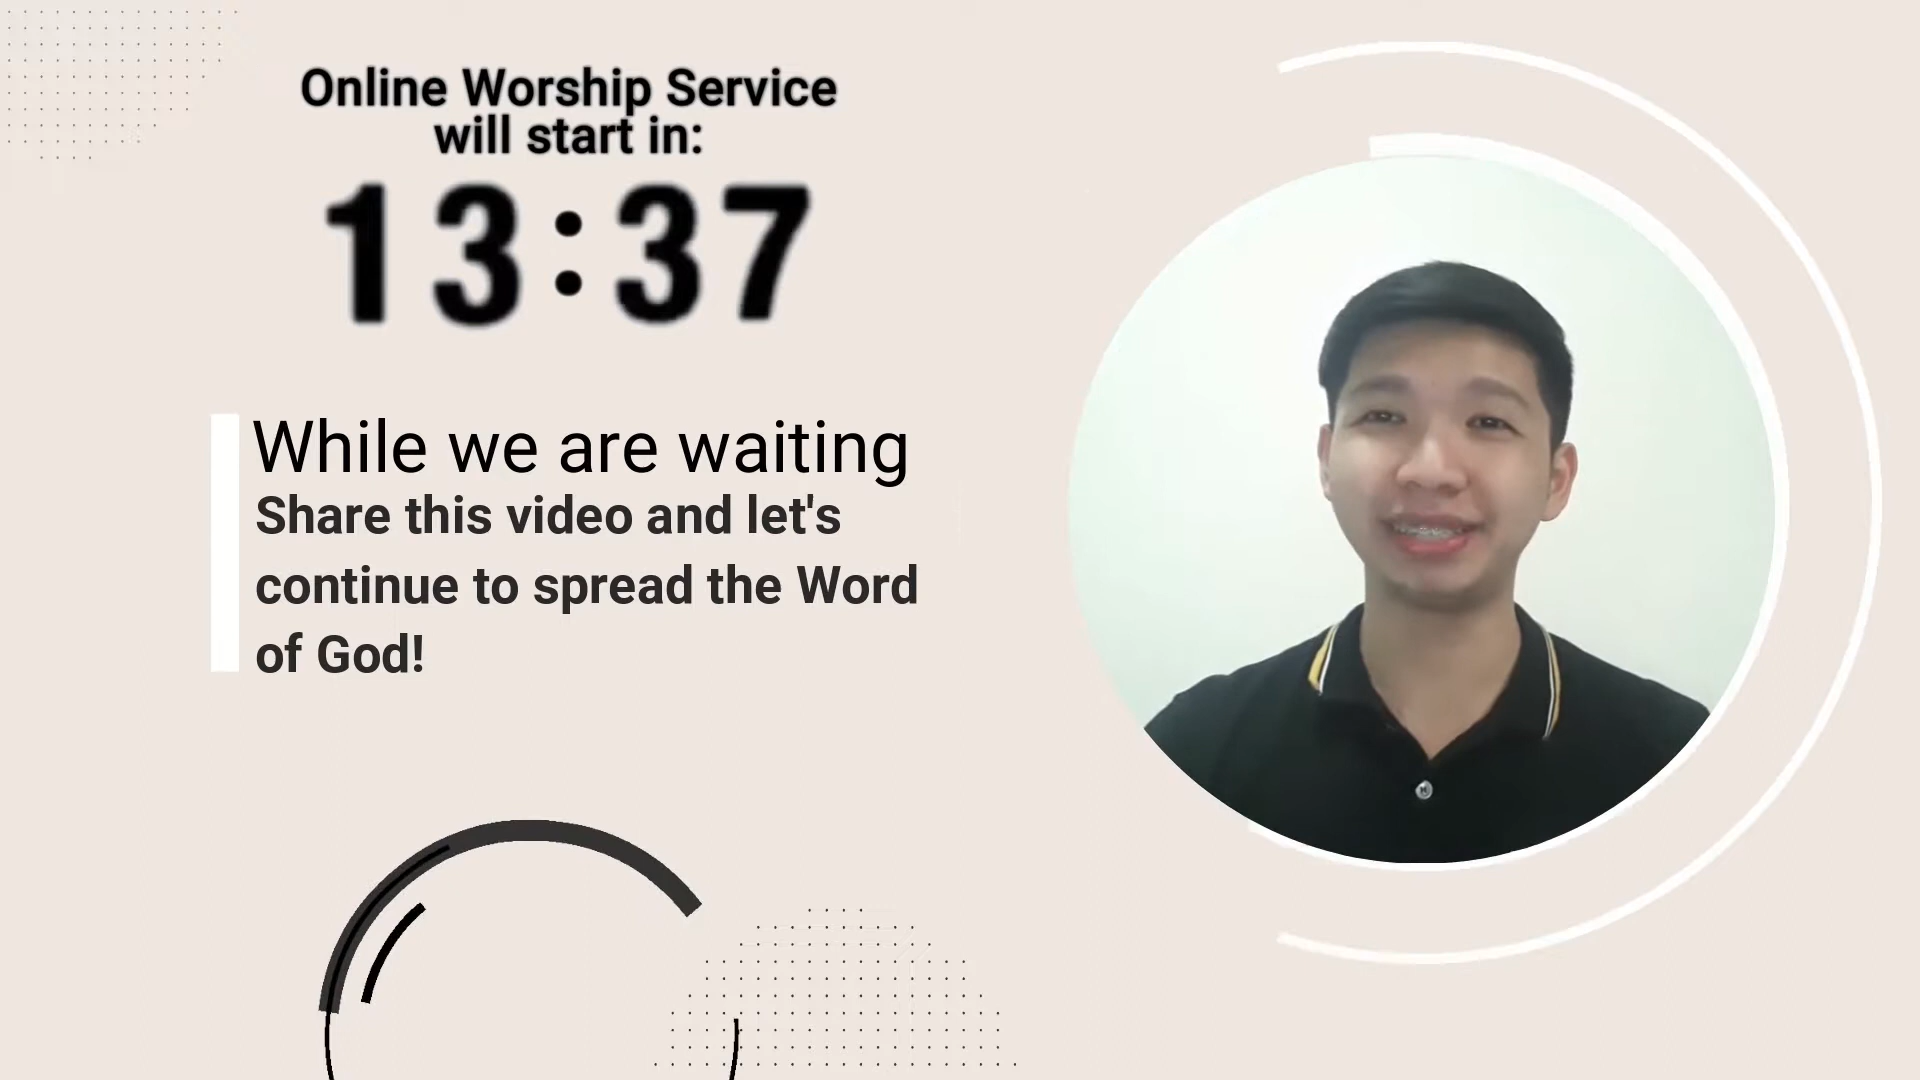 Online Worship Service
will start in:
13:37
While we are waiting
Share this video and let's
continue to spread the Word
of God!